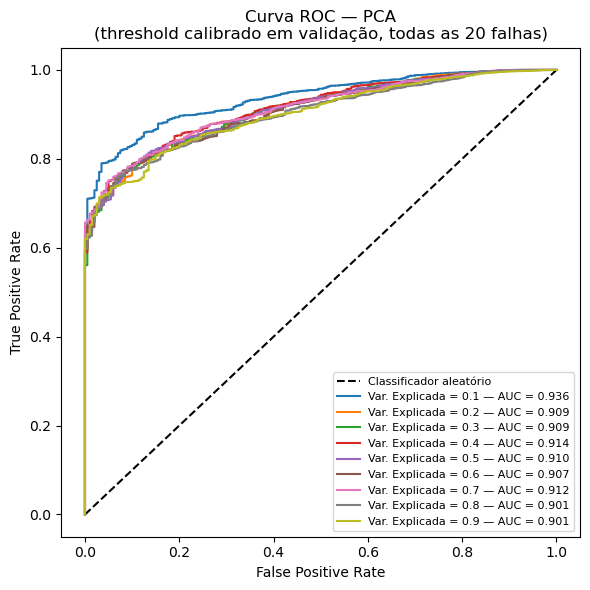 Curva ROC — PCA
(threshold calibrado em validação, todas as 20 falhas)
True Positive Rate
1.0
0.8
0.6
0.4
0.2
0.0
0.0
0.2
0.4
0.6
0.8
1.0
False Positive Rate
Classificador aleatório
Var. Explicada = 0.1 — AUC = 0.936
Var. Explicada = 0.2 — AUC = 0.909
Var. Explicada = 0.3 — AUC = 0.909
Var. Explicada = 0.4 — AUC = 0.914
Var. Explicada = 0.5 — AUC = 0.910
Var. Explicada = 0.6 — AUC = 0.907
Var. Explicada = 0.7 — AUC = 0.912
Var. Explicada = 0.8 — AUC = 0.901
Var. Explicada = 0.9 — AUC = 0.901